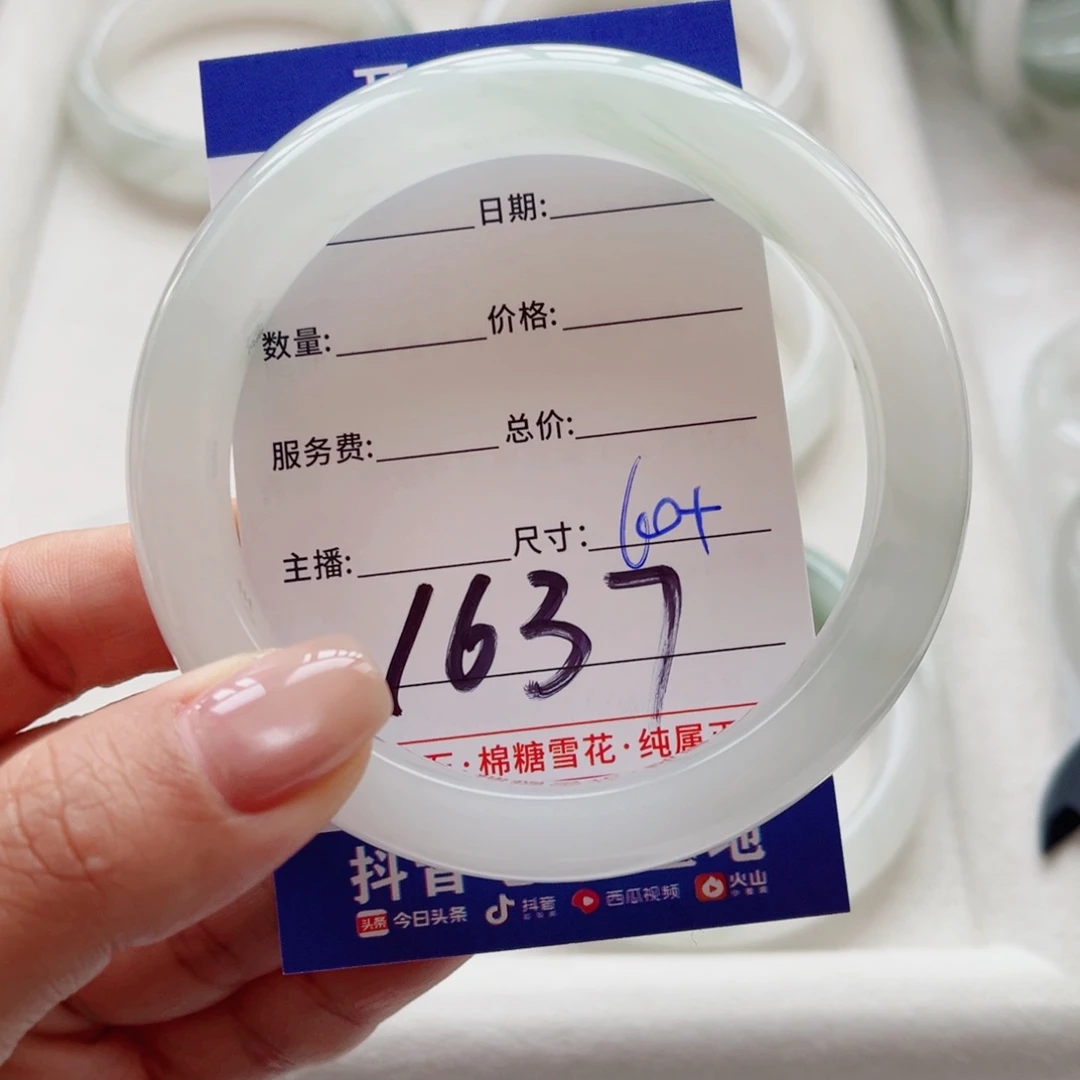 日期:
数量: 价格:
服务费: 总价:
主播: 尺寸: 60+
1637
·棉糖雪花·纯属
抖音
头条 今日头条 抖音 西瓜视频 火山